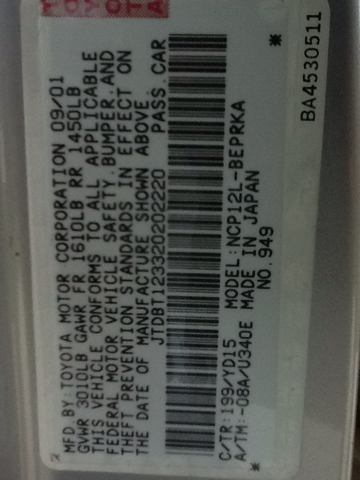 MFD BY: TOYOTA MOTOR CORPORATION 09/01
GVWR 3010LB GAWR FR 1610LB RR 1450LB
THIS VEHICLE CONFORMS TO ALL APPLICABLE
FEDERAL MOTOR VEHICLE SAFETY, BUMPER, AND
THEFT PREVENTION STANDARDS IN EFFECT ON
THE DATE OF MANUFACTURE SHOWN ABOVE.
JTDBT123320202220 PASS. CAR
C/TR: 199/YD15 MODEL: NCP12L-BEPRKA
A/TM: -08A/U340E MADE IN JAPAN
* NO. 949 *
BA4530511